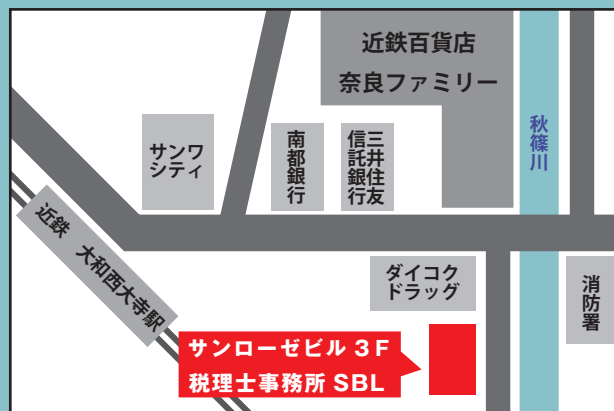 近鉄百貨店
奈良ファミリー
秋篠川
サンワ
シティ
南都銀行
三井住友
信託銀行
近鉄 大和西大寺駅
ダイコク
ドラッグ
消防署
サンローゼビル 3F
税理士事務所 SBL